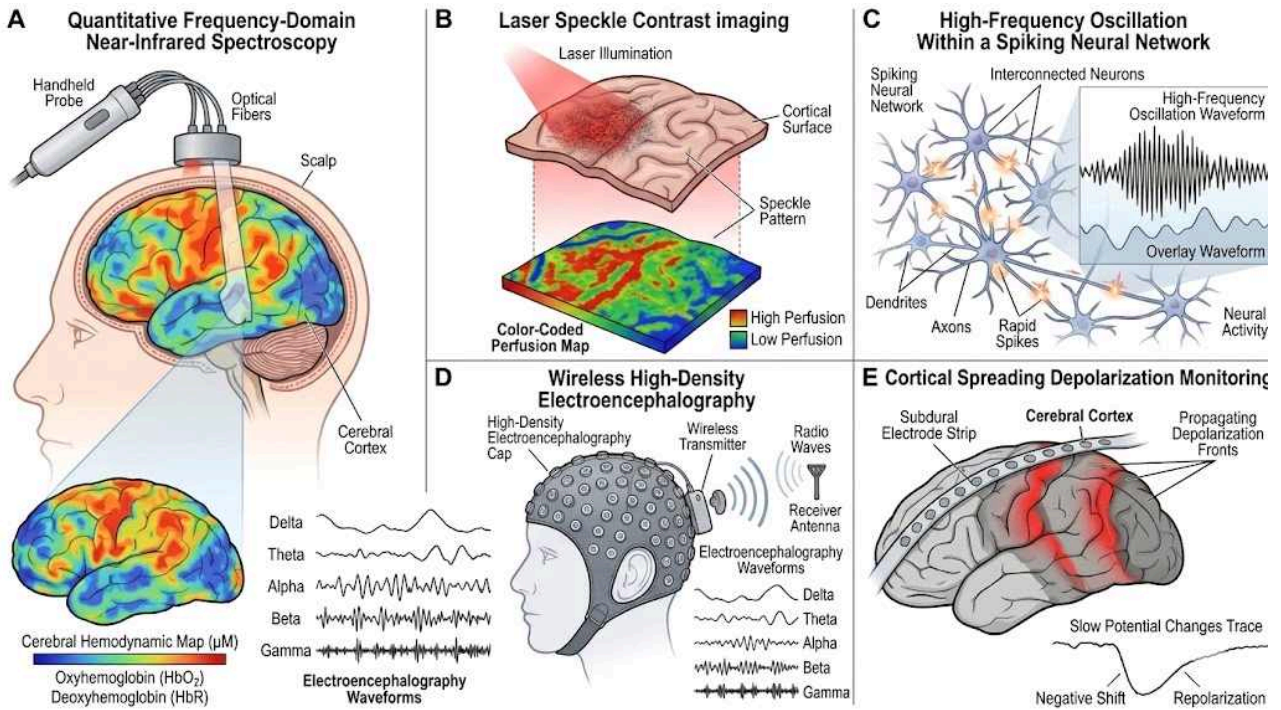 A
Quantitative Frequency-Domain
Near-Infrared Spectroscopy
Handheld
Probe
Optical
Fibers
Scalp
Cerebral
Cortex
Cerebral Hemodynamic Map (µM)
Oxyhemoglobin (HbO₂)
Deoxyhemoglobin (HbR)
Delta
Theta
Alpha
Beta
Gamma
Electroencephalography
Waveforms
B
Laser Speckle Contrast imaging
Laser Illumination
Cortical
Surface
Speckle
Pattern
Color-Coded
Perfusion Map
High Perfusion
Low Perfusion
C
High-Frequency Oscillation
Within a Spiking Neural Network
Spiking
Neural
Network
Interconnected Neurons
High-Frequency
Oscillation Waveform
Overlay Waveform
Dendrites
Axons
Rapid
Spikes
Neural
Activity
D
Wireless High-Density
Electroencephalography
High-Density
Electroencephalography
Cap
Wireless
Transmitter
Radio
Waves
Receiver
Antenna
Electroencephalography
Waveforms
Delta
Theta
Alpha
Beta
Gamma
E Cortical Spreading Depolarization Monitoring
Subdural
Electrode Strip
Cerebral Cortex
Propagating
Depolarization
Fronts
Slow Potential Changes Trace
Negative Shift
Repolarization